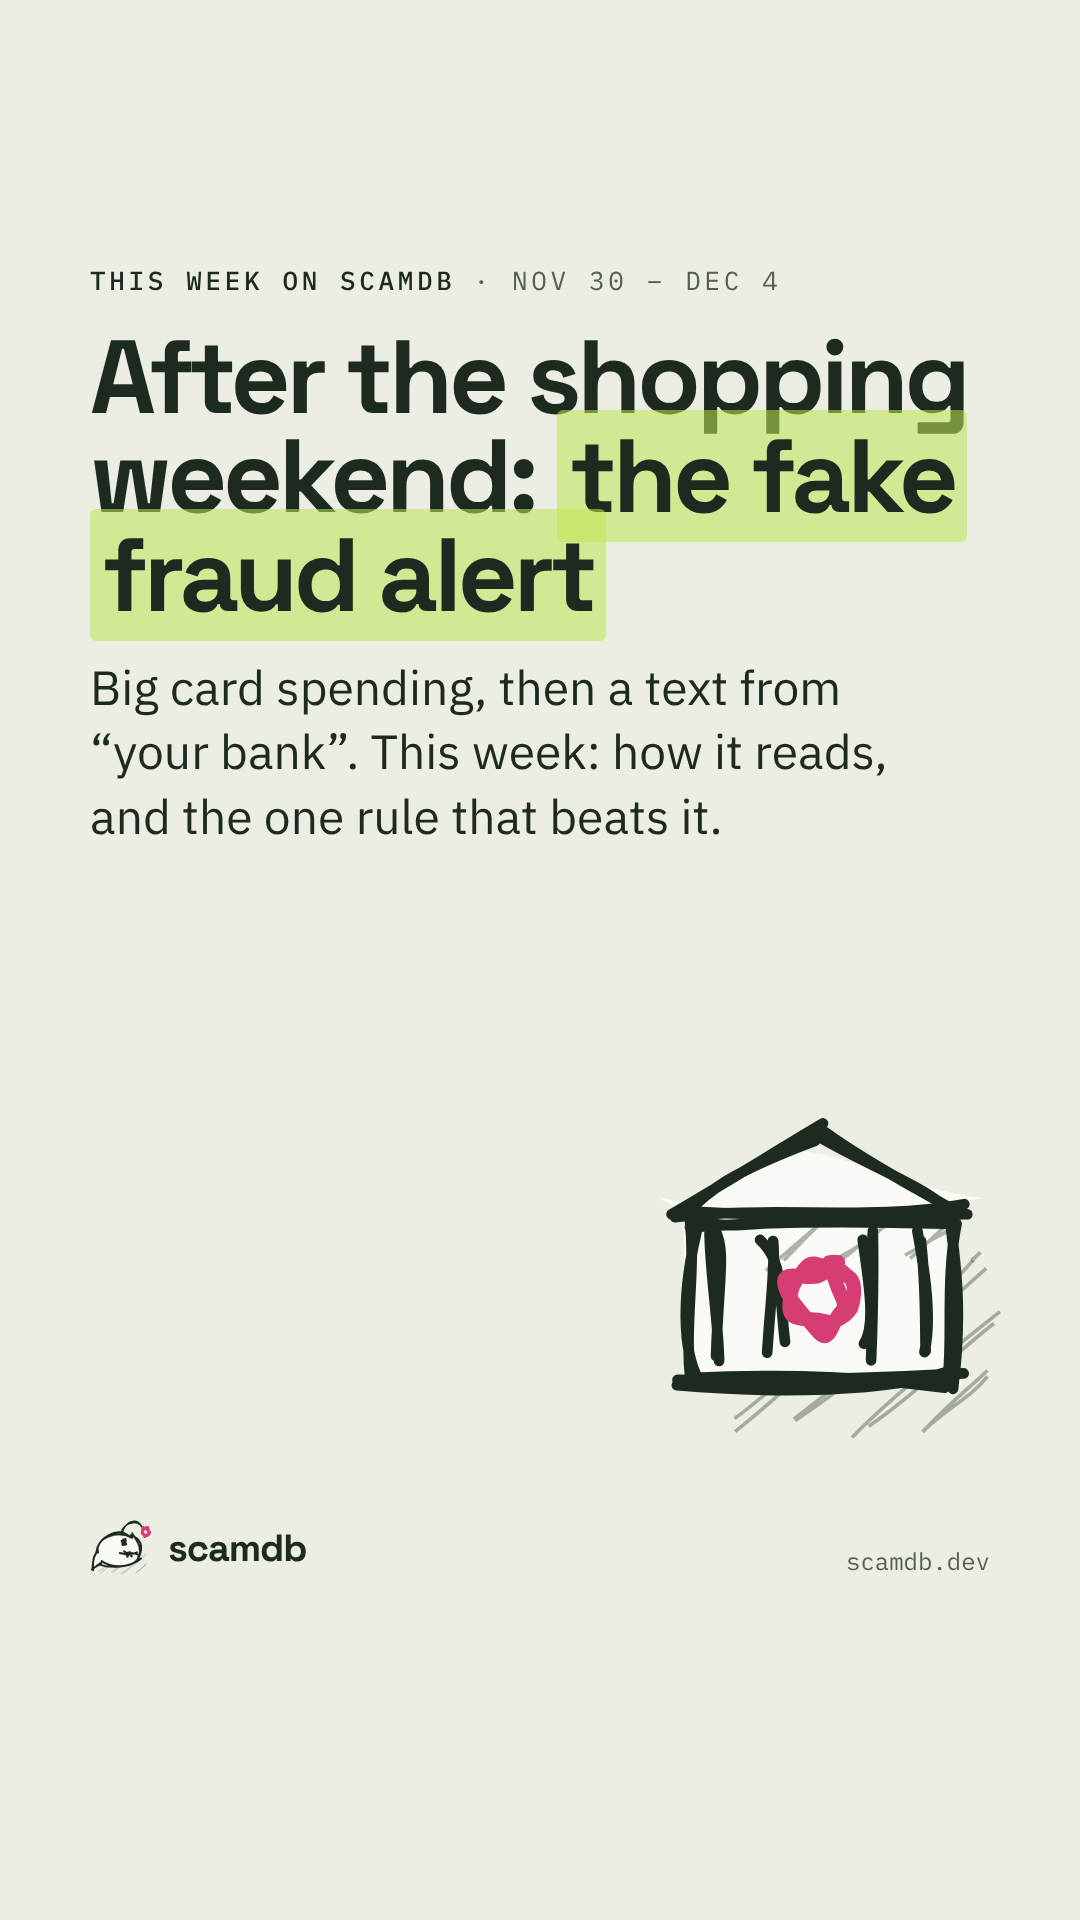 THIS WEEK ON SCAMDB · NOV 30 – DEC 4
After the shopping
weekend: the fake
fraud alert
Big card spending, then a text from
“your bank”. This week: how it reads,
and the one rule that beats it.
scamdb
scamdb.dev